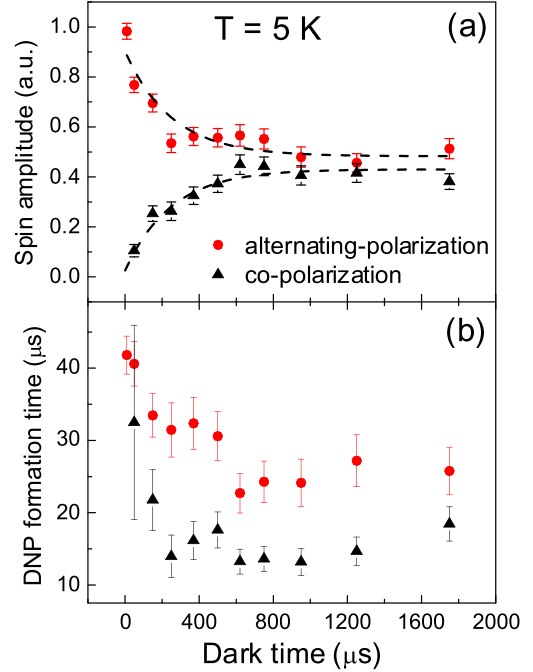 T = 5 K
(a)
Spin amplitude (a.u.)
1.0
0.8
0.6
0.4
0.2
0.0
alternating-polarization
co-polarization
(b)
DNP formation time (μs)
40
30
20
10
0
400
800
1200
1600
2000
Dark time (μs)